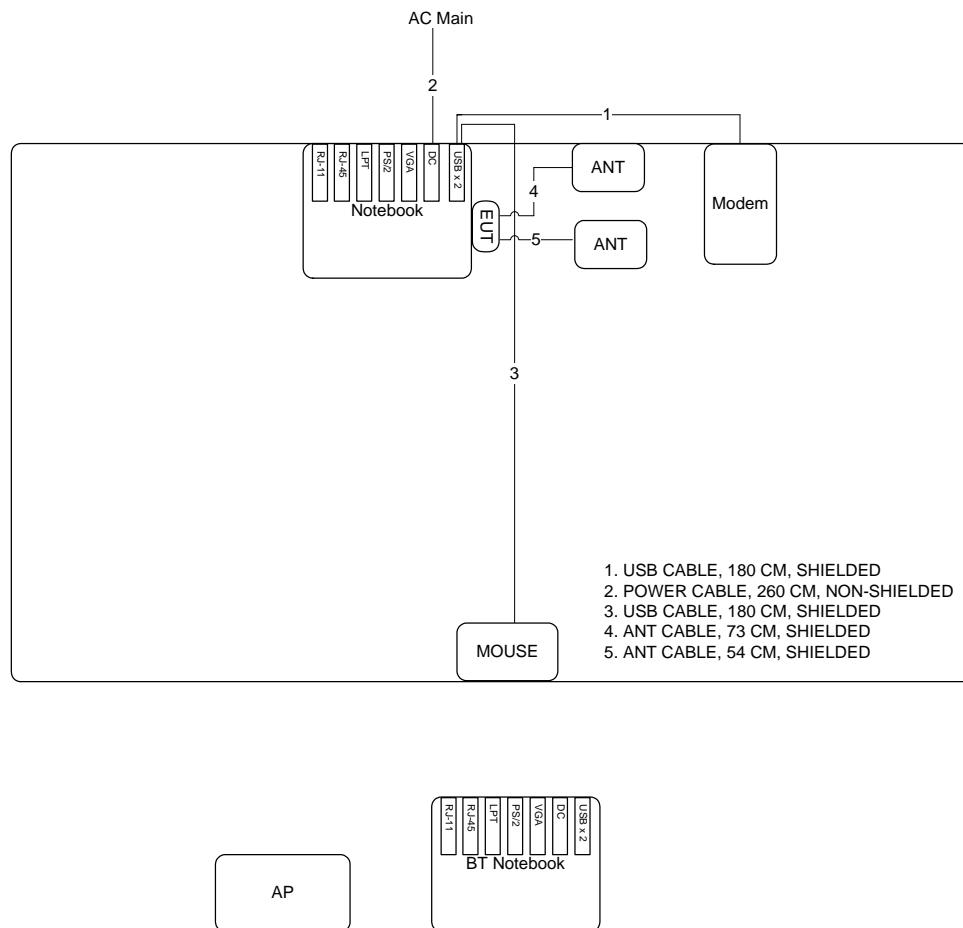 AC Main
2
1
RJ-11
RJ-45
LPT
PS/2
VGA
DC
USB x 2
Notebook
EUT
4
ANT
5
ANT
Modem
3
1. USB CABLE, 180 CM, SHIELDED
2. POWER CABLE, 260 CM, NON-SHIELDED
3. USB CABLE, 180 CM, SHIELDED
4. ANT CABLE, 73 CM, SHIELDED
5. ANT CABLE, 54 CM, SHIELDED
MOUSE
RJ-11
RJ-45
LPT
PS/2
VGA
DC
USB x 2
BT Notebook
AP